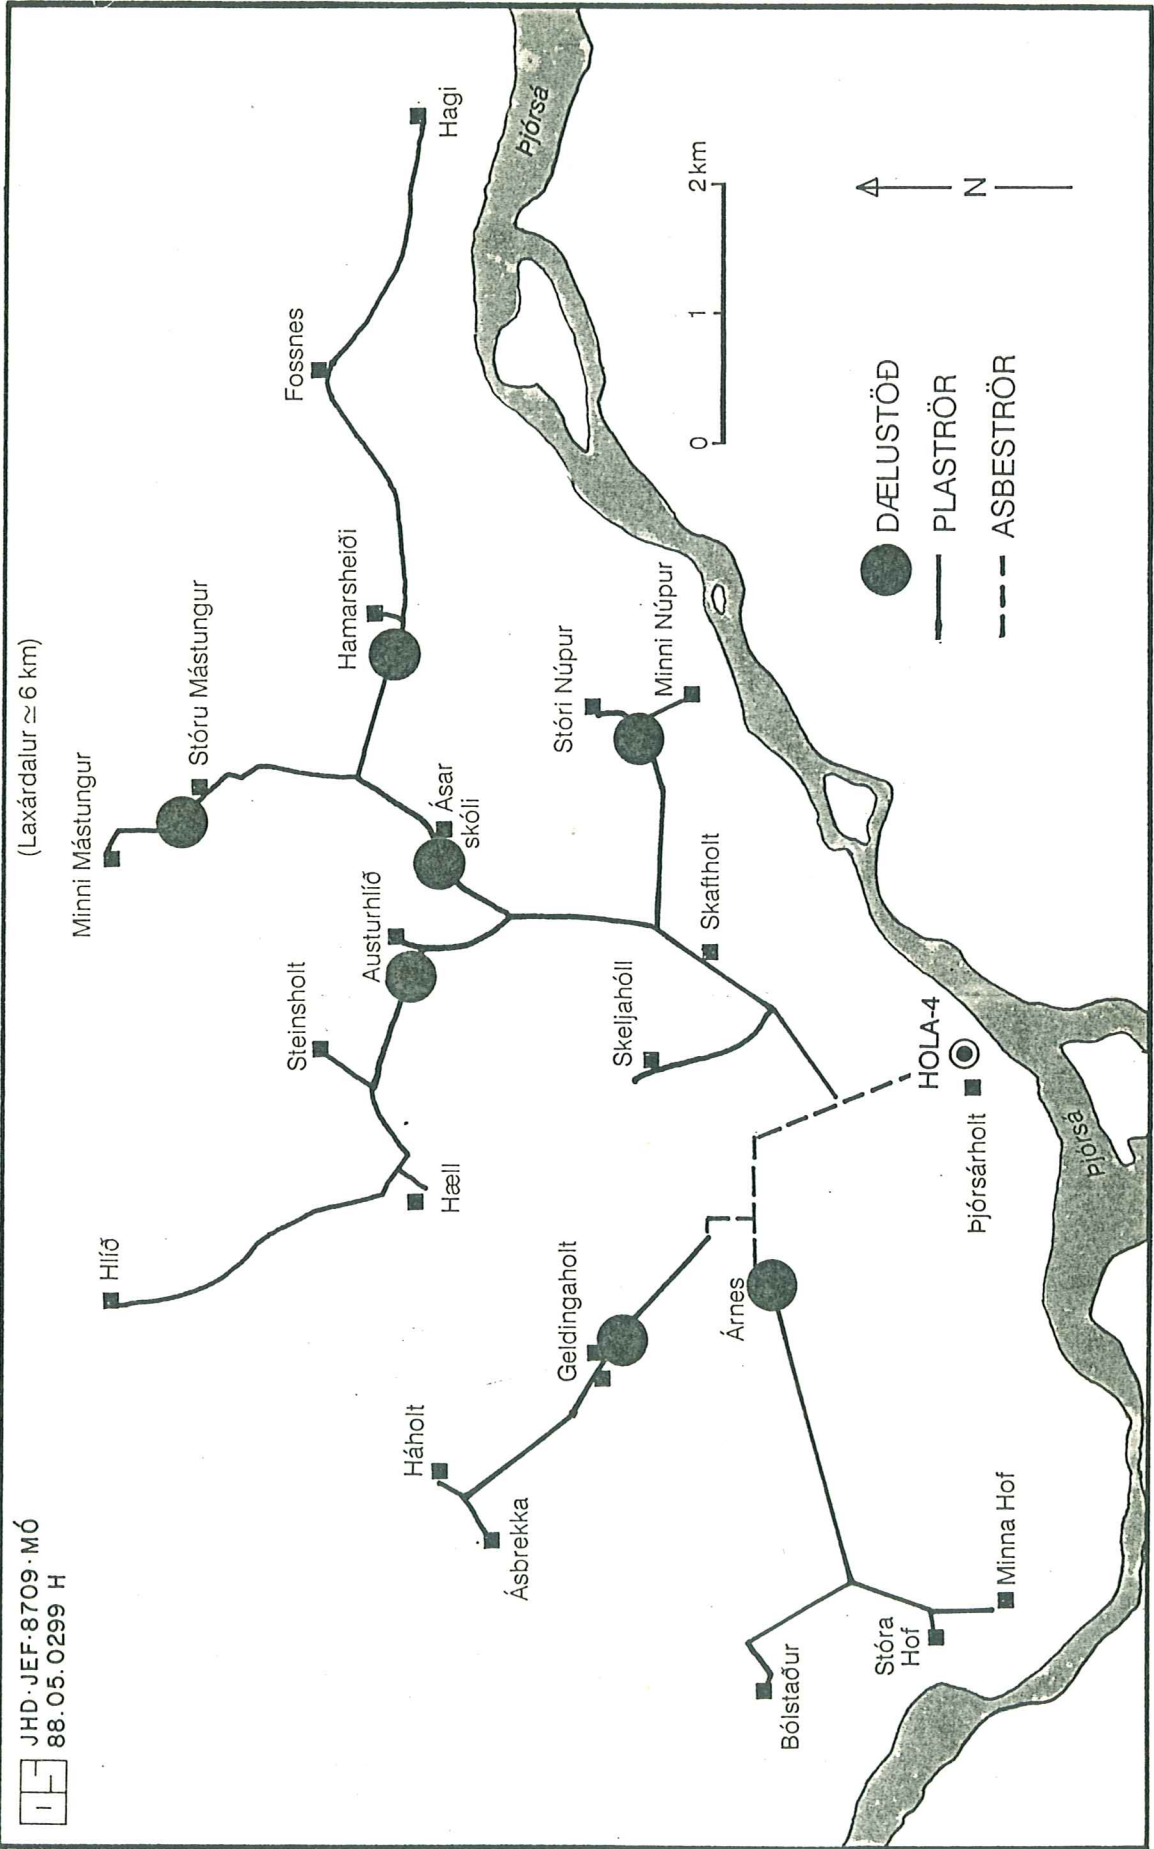 JHD·JEF·8709·MÓ
88.05.0299 H
(Laxárdalur ≃ 6 km)
Minni Mástungur
Stóru Mástungur
Hlíð
Steinsholt
Austurhlíð
Hamarsheiði
Fossnes
Hagi
Hæll
Ásar
skóli
Háholt
Ásbrekka
Geldingaholt
Skeljahóll
Skaftholt
Stóri Núpur
Minni Núpur
Þjórsá
Árnes
Bólstaður
Stóra
Hof
Minna Hof
HOLA-4
Þjórsárholt
Þjórsá
0 1 2 km
DÆLUSTÖÐ
PLASTRÖR
ASBESTRÖR
N